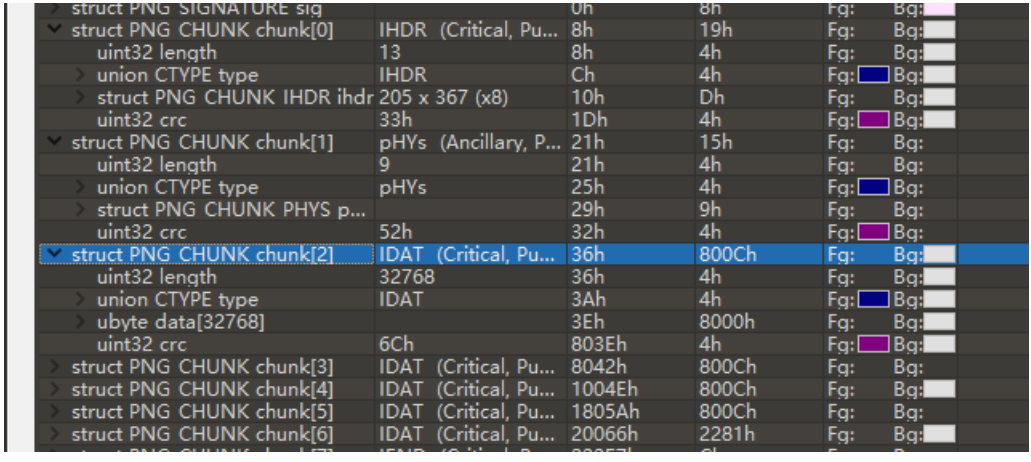 struct PNG SIGNATURE sig 0h 8h Fg: Bg:
struct PNG CHUNK chunk[0] IHDR (Critical, Pu... 8h 19h Fg: Bg:
uint32 length 13 8h 4h Fg: Bg:
union CTYPE type IHDR Ch 4h Fg: Bg:
struct PNG CHUNK IHDR ihdr 205 x 367 (x8) 10h Dh Fg: Bg:
uint32 crc 33h 1Dh 4h Fg: Bg:
struct PNG CHUNK chunk[1] pHYs (Ancillary, P... 21h 15h Fg: Bg:
uint32 length 9 21h 4h Fg: Bg:
union CTYPE type pHYs 25h 4h Fg: Bg:
struct PNG CHUNK PHYS p... 29h 9h Fg: Bg:
uint32 crc 52h 32h 4h Fg: Bg:
struct PNG CHUNK chunk[2] IDAT (Critical, Pu... 36h 800Ch Fg: Bg:
uint32 length 32768 36h 4h Fg: Bg:
union CTYPE type IDAT 3Ah 4h Fg: Bg:
ubyte data[32768] 3Eh 8000h Fg: Bg:
uint32 crc 6Ch 803Eh 4h Fg: Bg:
struct PNG CHUNK chunk[3] IDAT (Critical, Pu... 8042h 800Ch Fg: Bg:
struct PNG CHUNK chunk[4] IDAT (Critical, Pu... 1004Eh 800Ch Fg: Bg:
struct PNG CHUNK chunk[5] IDAT (Critical, Pu... 1805Ah 800Ch Fg: Bg:
struct PNG CHUNK chunk[6] IDAT (Critical, Pu... 20066h 2281h Fg: Bg: